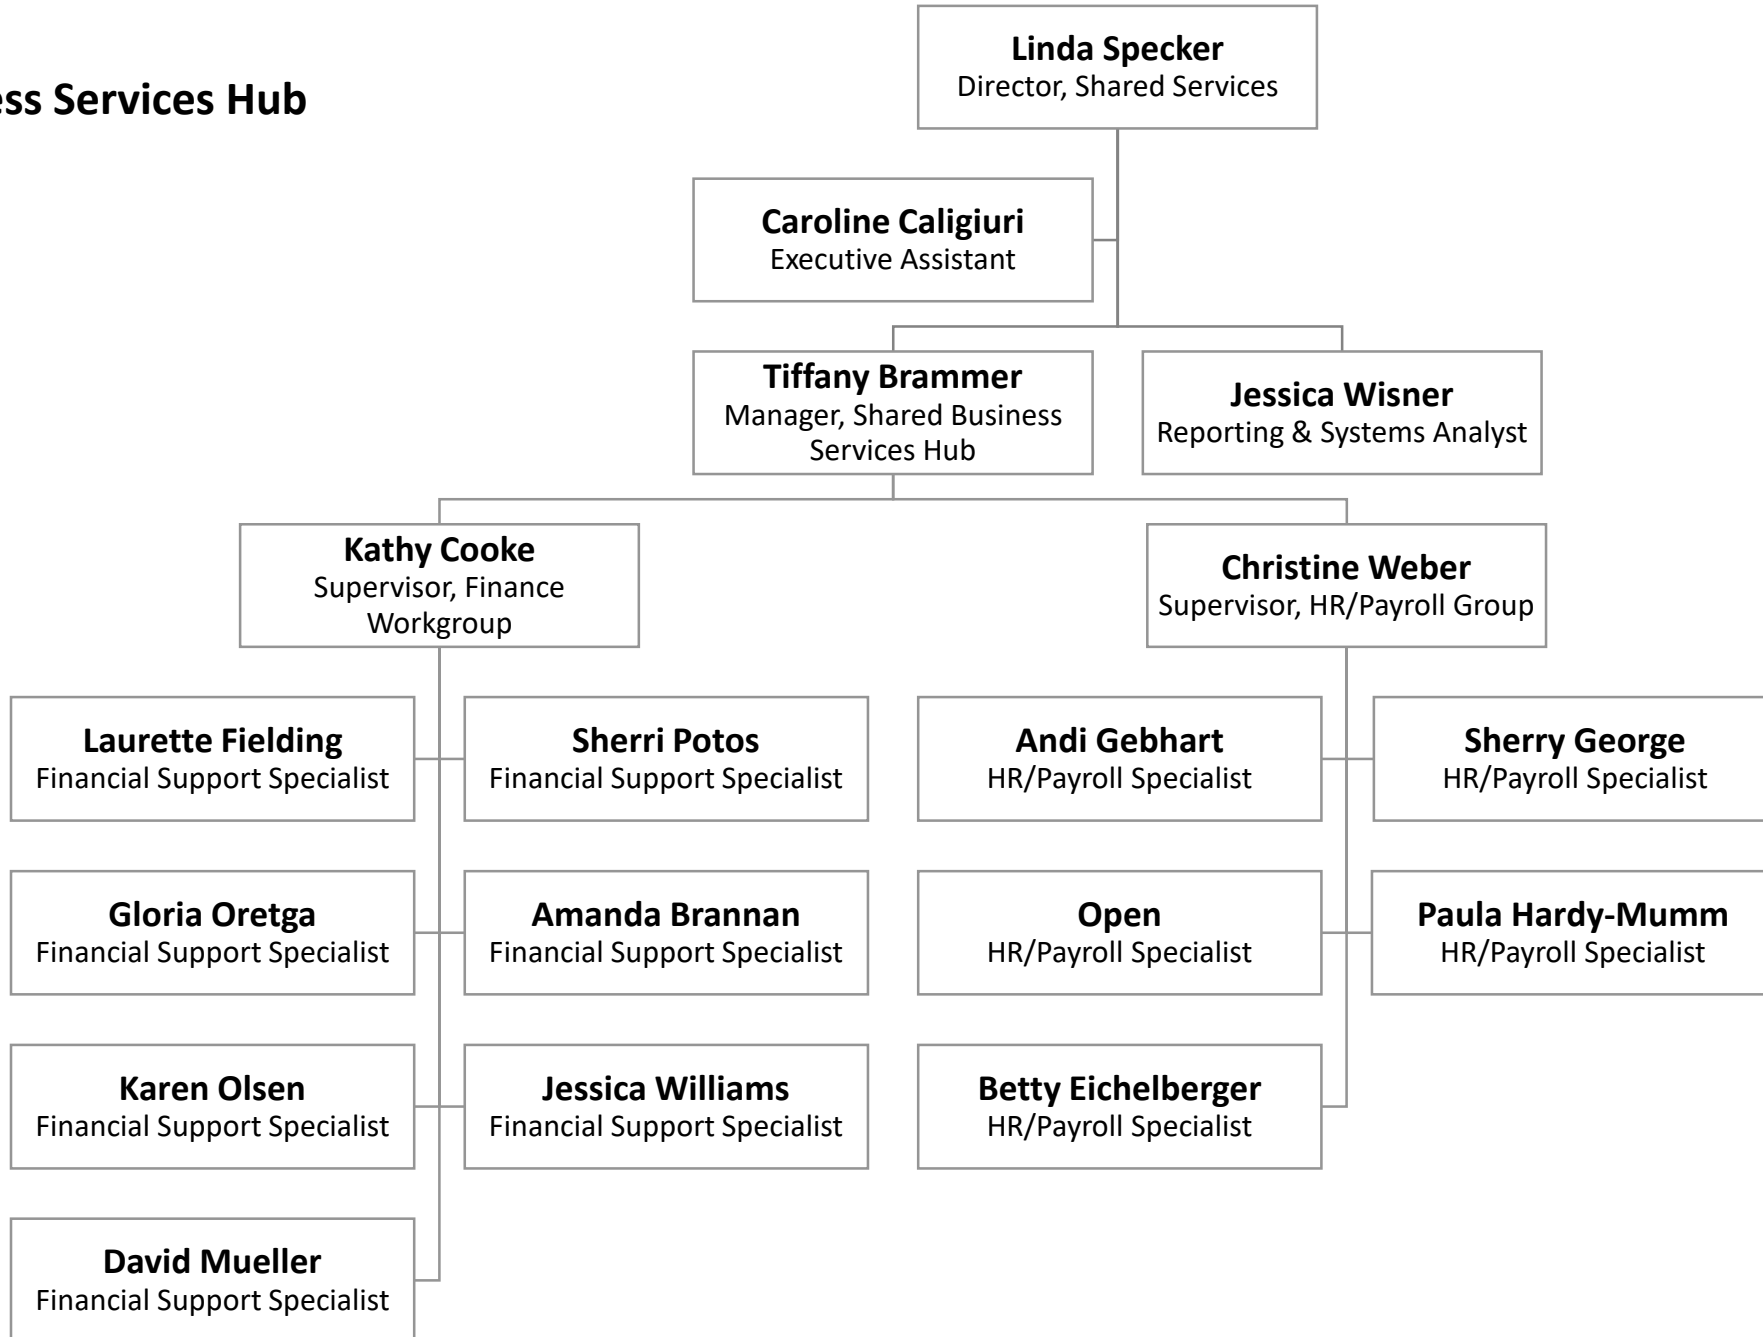 ess Services Hub
Linda Specker
Director, Shared Services
Caroline Caligiuri
Executive Assistant
Tiffany Brammer
Manager, Shared Business
Services Hub
Jessica Wisner
Reporting & Systems Analyst
Kathy Cooke
Supervisor, Finance
Workgroup
Christine Weber
Supervisor, HR/Payroll Group
Laurette Fielding
Financial Support Specialist
Sherri Potos
Financial Support Specialist
Andi Gebhart
HR/Payroll Specialist
Sherry George
HR/Payroll Specialist
Gloria Oretga
Financial Support Specialist
Amanda Brannan
Financial Support Specialist
Open
HR/Payroll Specialist
Paula Hardy-Mumm
HR/Payroll Specialist
Karen Olsen
Financial Support Specialist
Jessica Williams
Financial Support Specialist
Betty Eichelberger
HR/Payroll Specialist
David Mueller
Financial Support Specialist